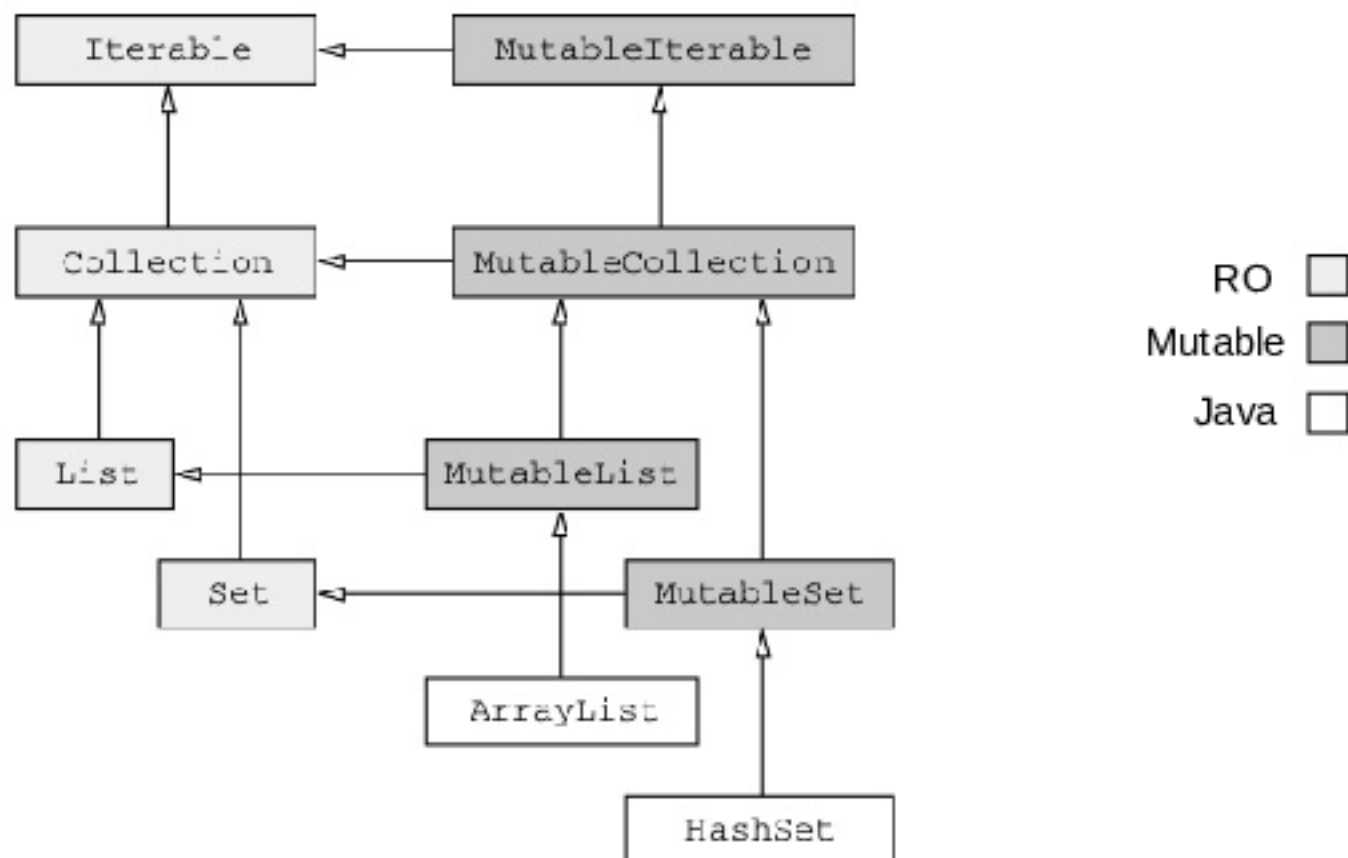 Iterable
MutableIterable
Collection
MutableCollection
RO
Mutable
Java
List
MutableList
Set
MutableSet
ArrayList
HashSet